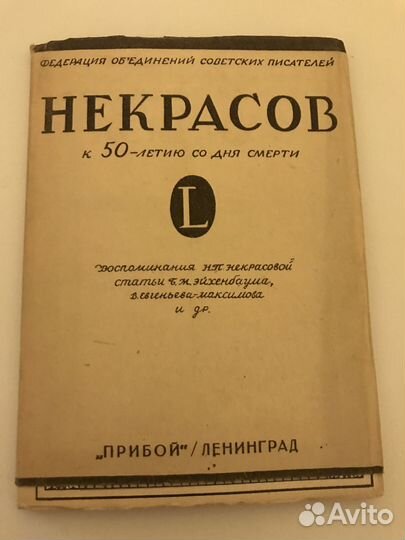 ФЕДЕРАЦИЯ ОБ'ЕДИНЕНИЙ СОВЕТСКИХ ПИСАТЕЛЕЙ
НЕКРАСОВ
К 50-ЛЕТИЮ СО ДНЯ СМЕРТИ
L
ВОСПОМИНАНИЯ Н.П. НЕКРАСОВОЙ
СТАТЬИ Б.М. ЭЙХЕНБАУМА,
В. ЕВГЕНЬЕВА-МАКСИМОВА
И ДР.
„ПРИБОЙ“ / ЛЕНИНГРАД
Avito